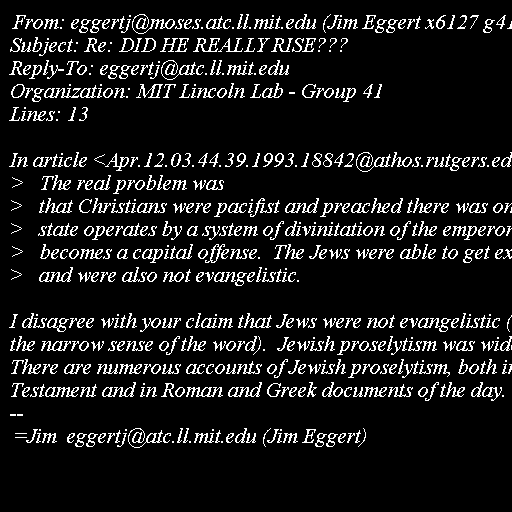 From: eggertj@moses.atc.ll.mit.edu (Jim Eggert x6127 g41
Subject: Re: DID HE REALLY RISE???
Reply-To: eggertj@atc.ll.mit.edu
Organization: MIT Lincoln Lab - Group 41
Lines: 13

In article <Apr.12.03.44.39.1993.18842@athos.rutgers.ed
>   The real problem was
>   that Christians were pacifist and preached there was on
>   state operates by a system of divinitation of the emperor
>   becomes a capital offense.  The Jews were able to get ex
>   and were also not evangelistic.

I disagree with your claim that Jews were not evangelistic (
the narrow sense of the word).  Jewish proselytism was wid
There are numerous accounts of Jewish proselytism, both in
Testament and in Roman and Greek documents of the day.
--
=Jim  eggertj@atc.ll.mit.edu (Jim Eggert)